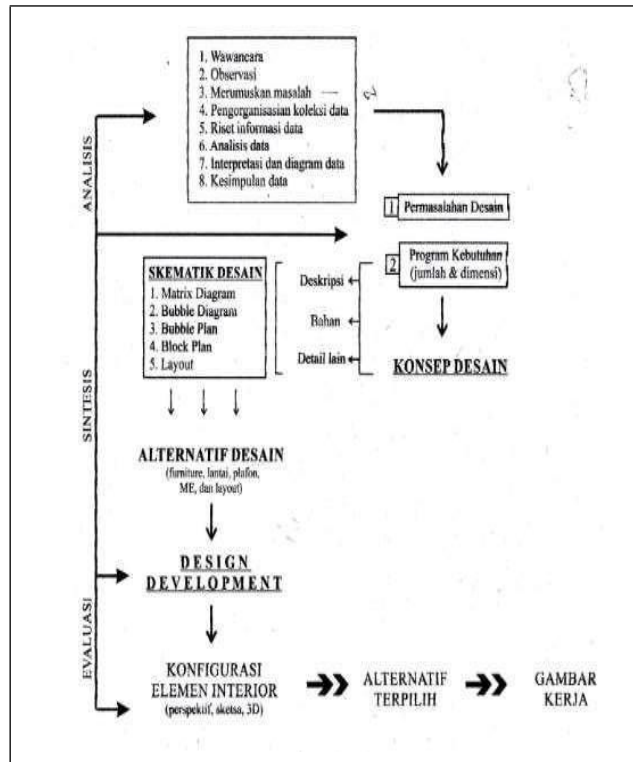 1. Wawancara
2. Observasi
3. Merumuskan masalah
4. Pengorganisasian koleksi data
5. Riset informasi data
6. Analisis data
7. Interpretasi dan diagram data
8. Kesimpulan data
ANALISIS
1 Permasalahan Desain
2 Program Kebutuhan
(jumlah & dimensi)
SKEMATIK DESAIN
1. Matrix Diagram
2. Bubble Diagram
3. Bubble Plan
4. Block Plan
5. Layout
Deskripsi
Bahan
Detail lain
KONSEP DESAIN
SINTESIS
ALTERNATIF DESAIN
(furniture, lantai, plafon,
ME, dan layout)
DESIGN
DEVELOPMENT
EVALUASI
KONFIGURASI
ELEMEN INTERIOR
(perspektif, sketsa, 3D)
ALTERNATIF
TERPILIH
GAMBAR
KERJA